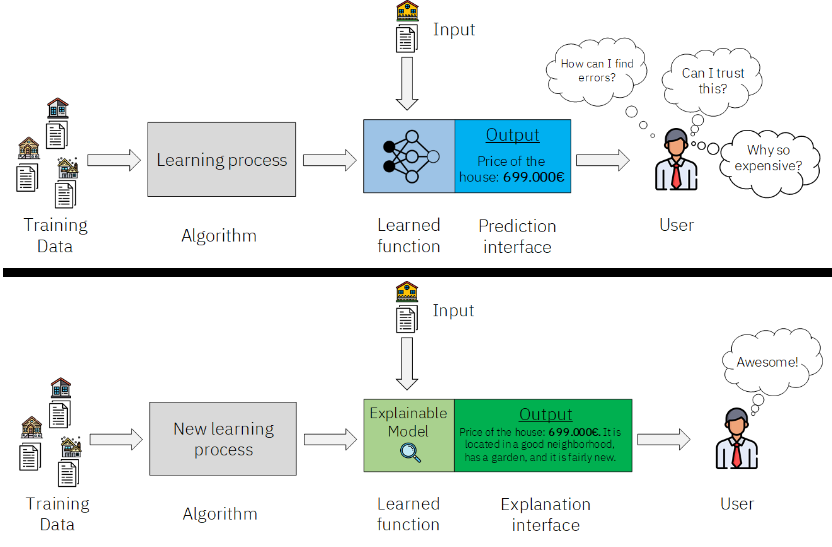 Input
How can I find
errors?
Can I trust
this?
Why so
expensive?
Learning process
Output
Price of the
house: 699.000€
Training
Data
Algorithm
Learned
function
Prediction
interface
User
Input
Awesome!
New learning
process
Explainable
Model
Output
Price of the house: 699.000€. It is
located in a good neighborhood,
has a garden, and it is fairly new.
Training
Data
Algorithm
Learned
function
Explanation
interface
User